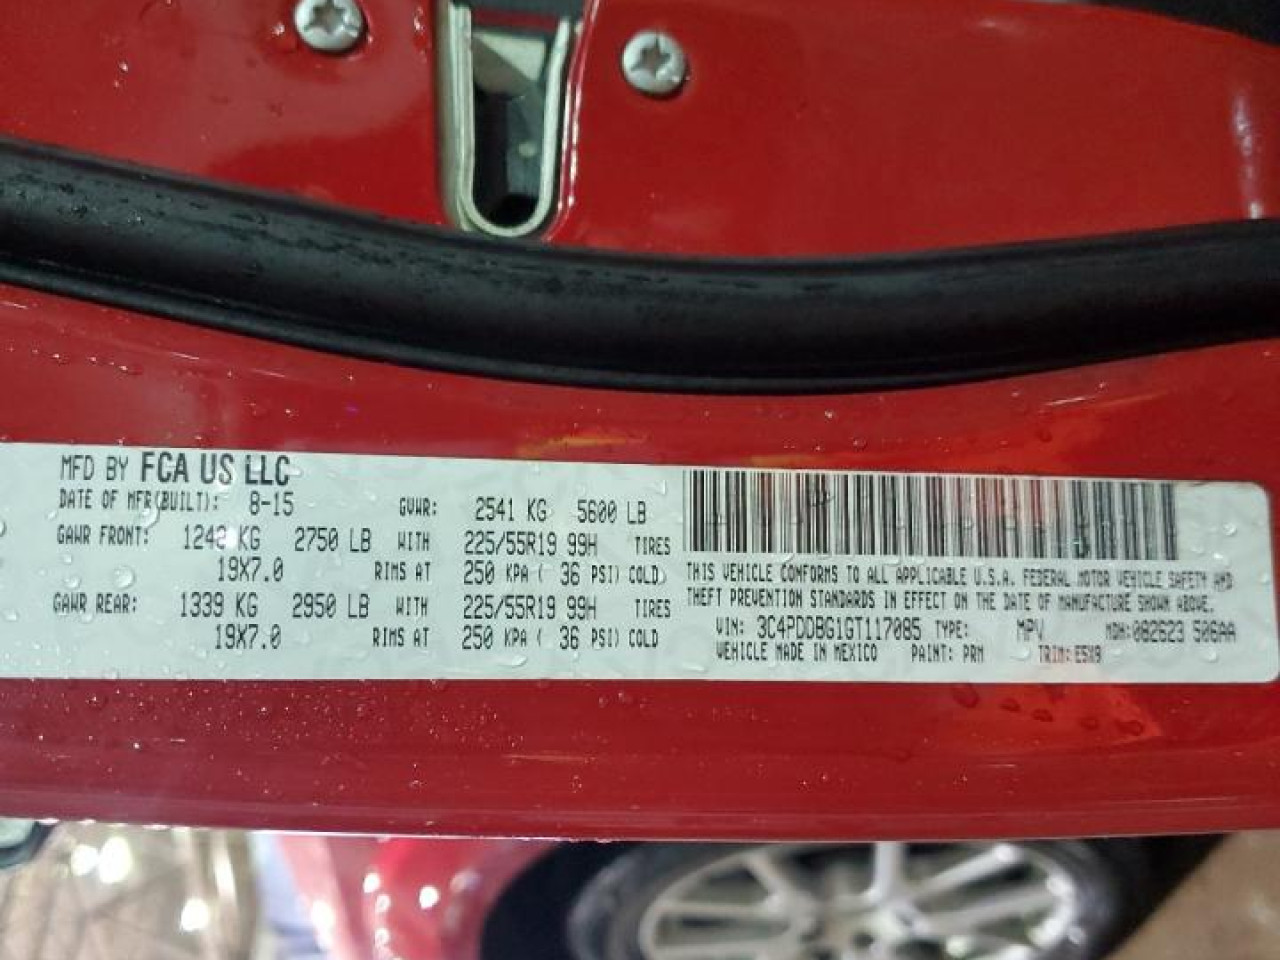 MFD BY FCA US LLC
DATE OF MFR(BUILT): 8-15 GVWR: 2541 KG 5600 LB
GAWR FRONT: 1248 KG 2750 LB WITH 225/55R19 99H TIRES
19X7.0 RIMS AT 250 KPA ( 36 PSI) COLD
GAWR REAR: 1339 KG 2950 LB WITH 225/55R19 99H TIRES
19X7.0 RIMS AT 250 KPA ( 36 PSI) COLD
THIS VEHICLE CONFORMS TO ALL APPLICABLE U.S.A. FEDERAL MOTOR VEHICLE SAFETY AND
THEFT PREVENTION STANDARDS IN EFFECT ON THE DATE OF MANUFACTURE SHOWN ABOVE.
VIN: 3C4PDDBG1GT117085 TYPE: MPV MDH: 082623 506AA
VEHICLE MADE IN MEXICO PAINT: PRM TRIM: E5X9